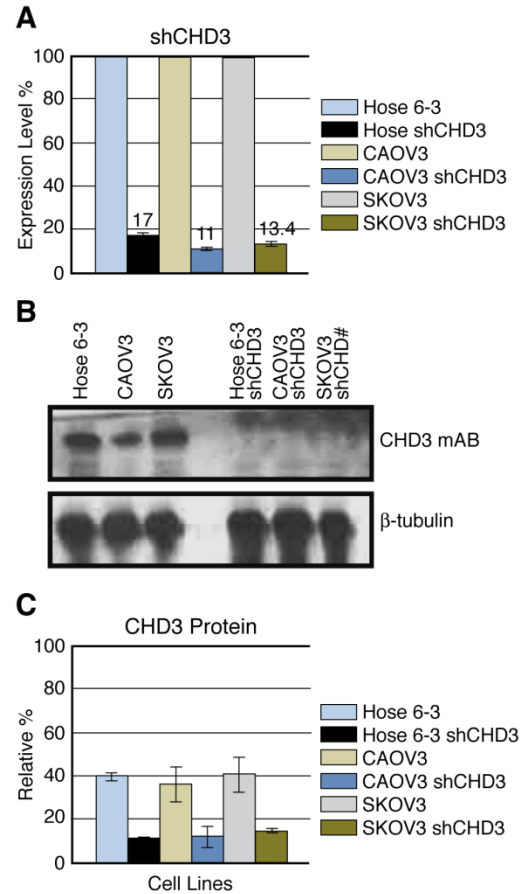 A
shCHD3
Expression Level %
100
80
60
40
20
0
17
11
13.4
Hose 6-3
Hose shCHD3
CAOV3
CAOV3 shCHD3
SKOV3
SKOV3 shCHD3
B
Hose 6-3
CAOV3
SKOV3
Hose 6-3
shCHD3
CAOV3
shCHD3
SKOV3
shCHD#
CHD3 mAB
β-tubulin
C
CHD3 Protein
Relative %
100
80
60
40
20
0
Cell Lines
Hose 6-3
Hose 6-3 shCHD3
CAOV3
CAOV3 shCHD3
SKOV3
SKOV3 shCHD3